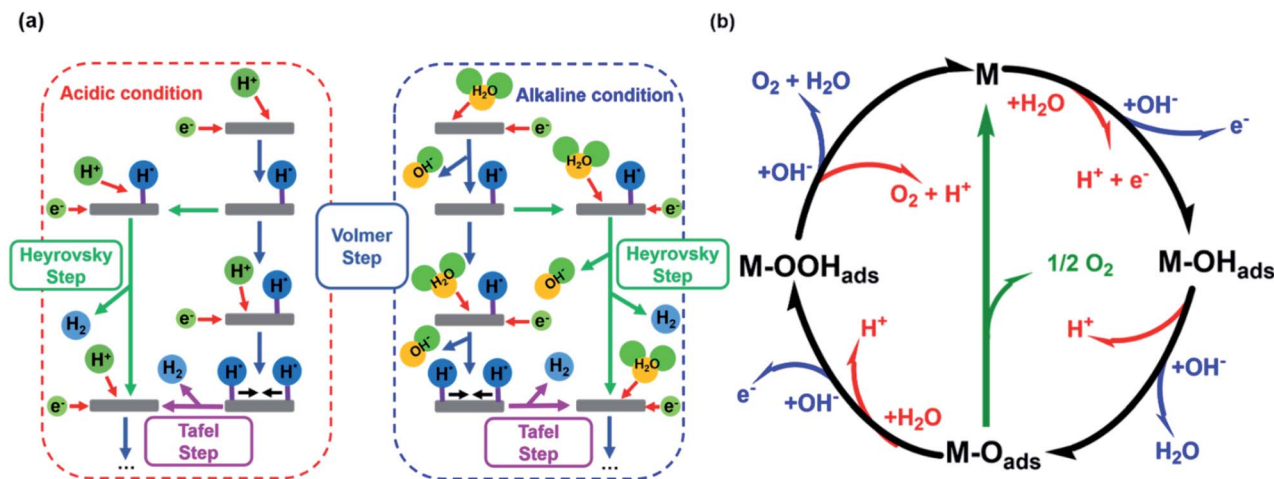 (a)
Acidic condition
H⁺
e⁻
H⁺
H*
e⁻
H*
Heyrovsky
Step
H⁺
H*
e⁻
H₂
H⁺
e⁻
H₂
H*
H*
Tafel
Step
...
Volmer
Step
Alkaline condition
H₂O
e⁻
OH⁻
H*
H₂O
H*
e⁻
H₂O
H*
e⁻
Heyrovsky
Step
OH⁻
OH⁻
H₂
H*
H*
H₂
H₂O
e⁻
Tafel
Step
...
(b)
M
O₂ + H₂O
+H₂O
+OH⁻
e⁻
+OH⁻
O₂ + H⁺
H⁺ + e⁻
M-OOHads
1/2 O₂
M-OHads
H⁺
H⁺
e⁻
+OH⁻
+H₂O
+OH⁻
H₂O
M-Oads